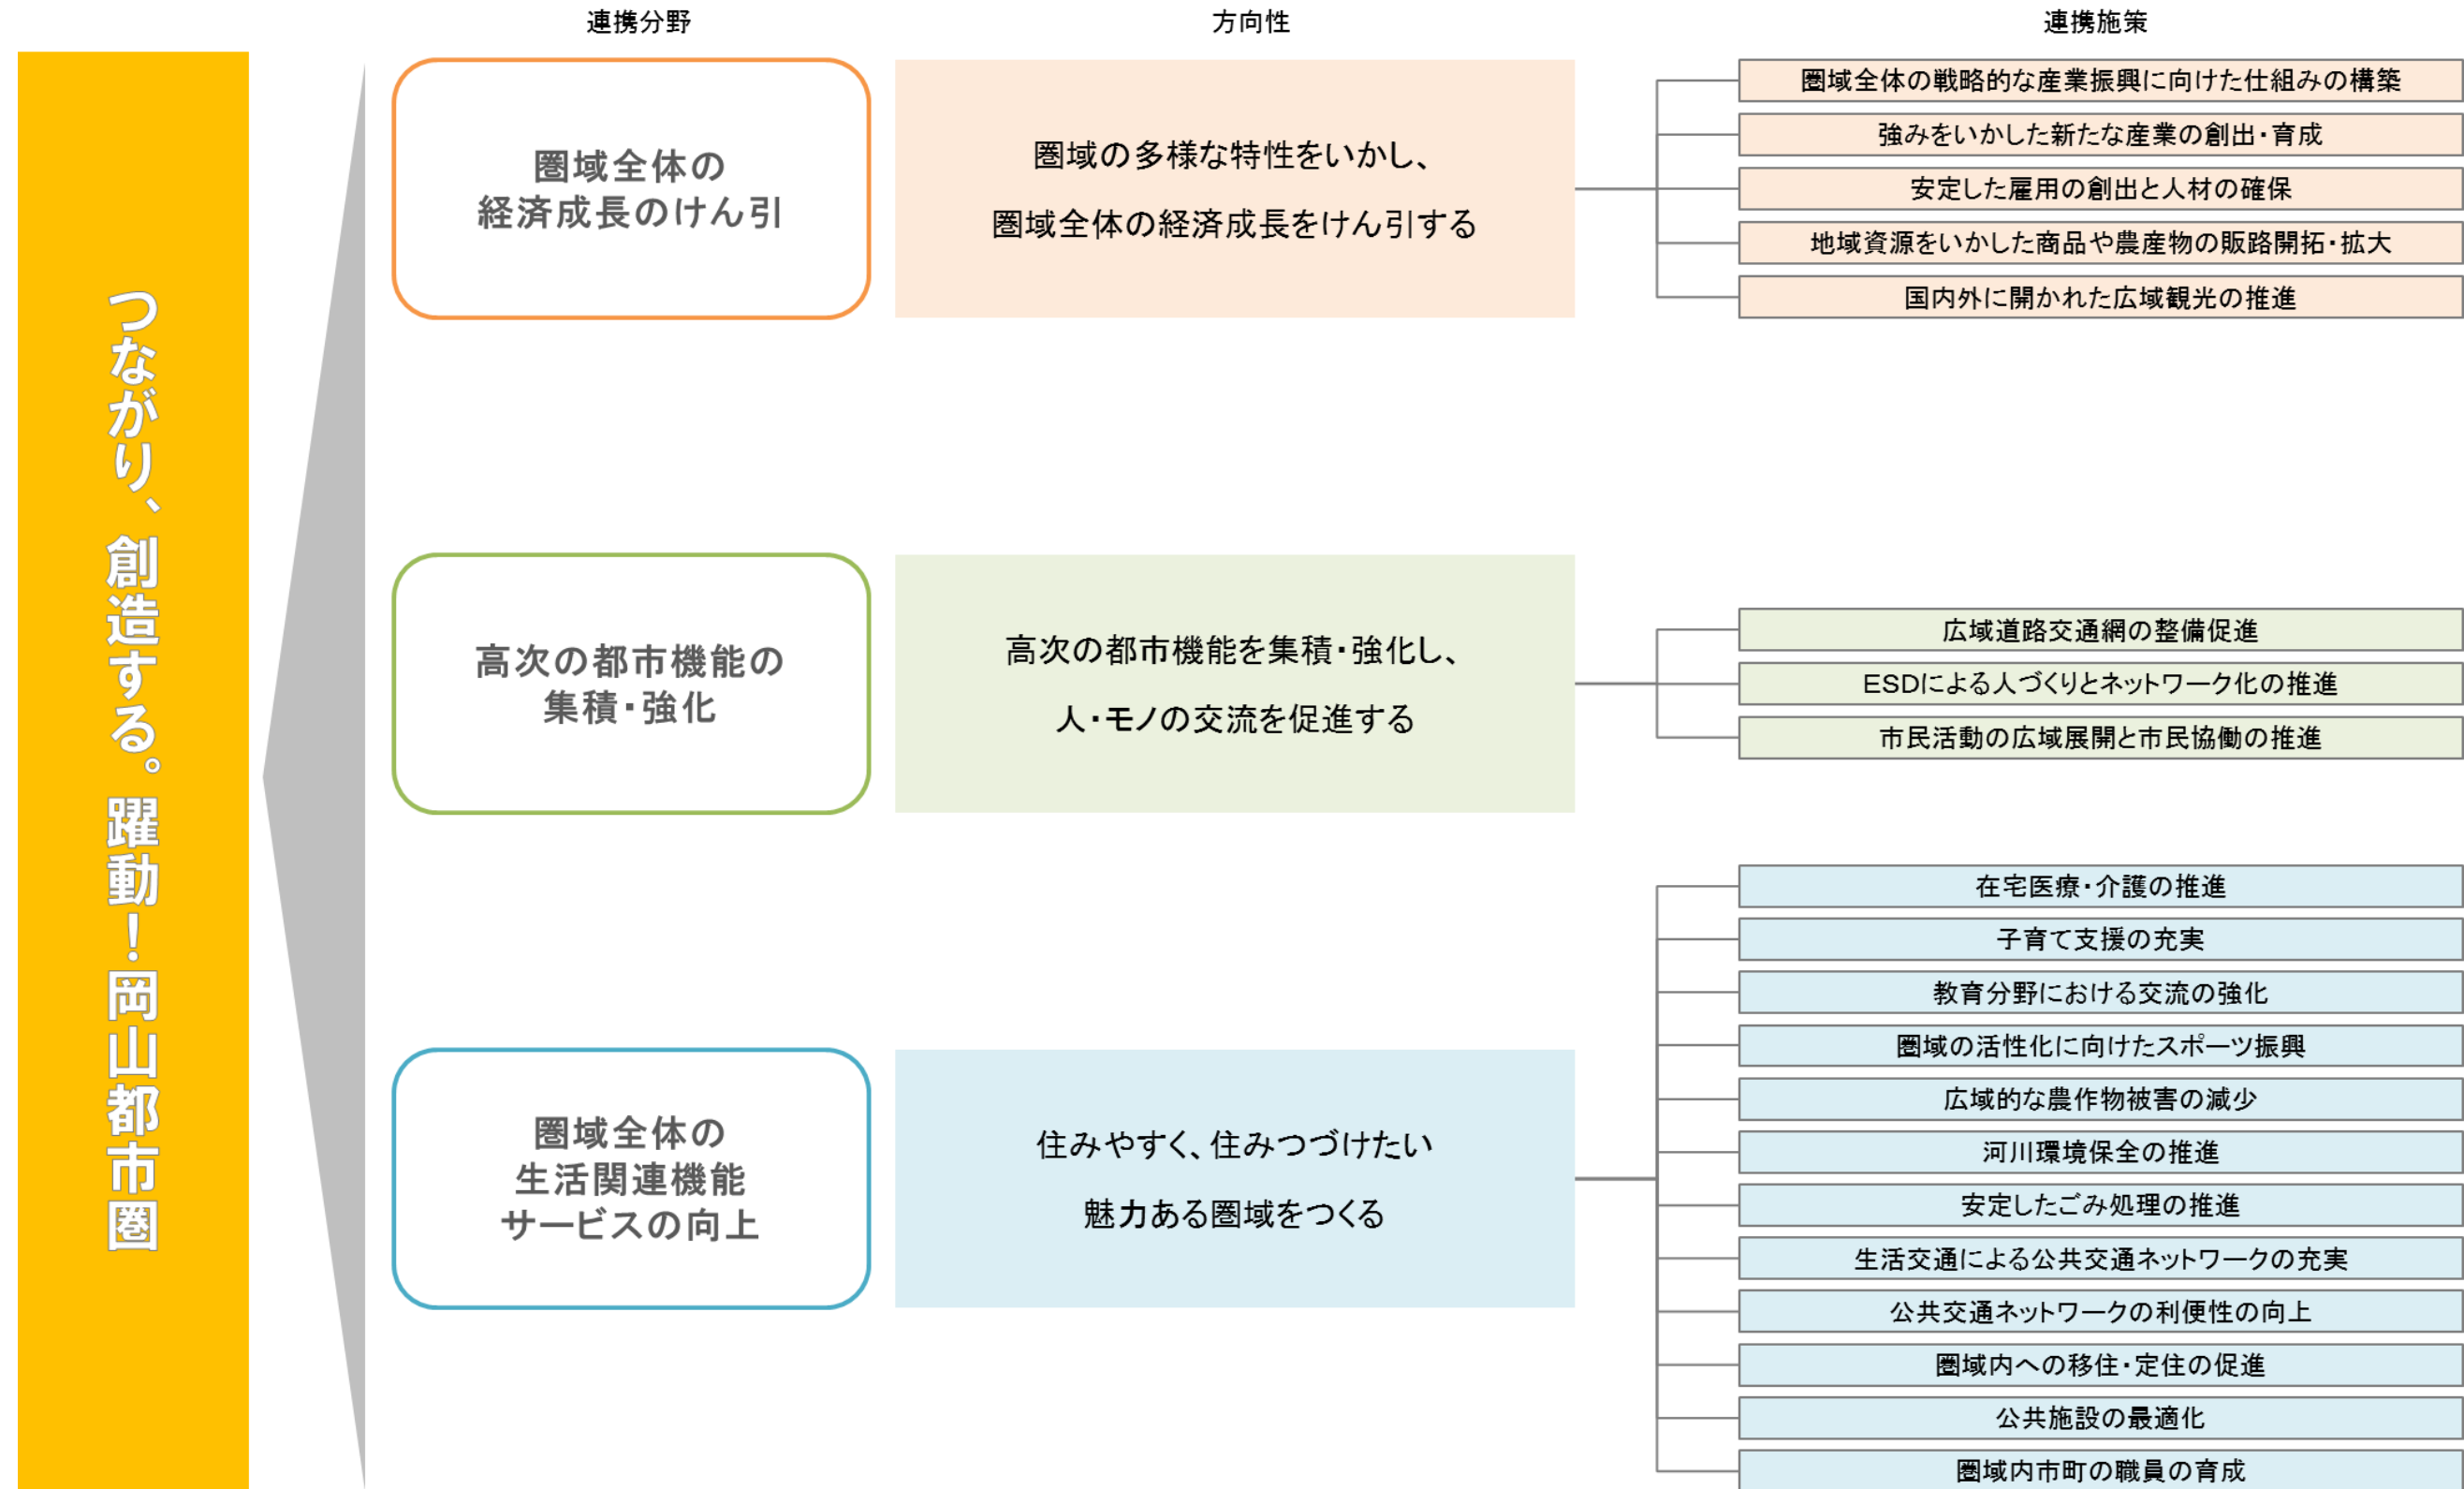 連携分野
方向性
連携施策
つながり、創造する。躍動！岡山都市圏
圏域全体の
経済成長のけん引
圏域の多様な特性をいかし、
圏域全体の経済成長をけん引する
圏域全体の戦略的な産業振興に向けた仕組みの構築
強みをいかした新たな産業の創出・育成
安定した雇用の創出と人材の確保
地域資源をいかした商品や農産物の販路開拓・拡大
国内外に開かれた広域観光の推進
高次の都市機能の
集積・強化
高次の都市機能を集積・強化し、
人・モノの交流を促進する
広域道路交通網の整備促進
ESDによる人づくりとネットワーク化の推進
市民活動の広域展開と市民協働の推進
圏域全体の
生活関連機能
サービスの向上
住みやすく、住みつづけたい
魅力ある圏域をつくる
在宅医療・介護の推進
子育て支援の充実
教育分野における交流の強化
圏域の活性化に向けたスポーツ振興
広域的な農作物被害の減少
河川環境保全の推進
安定したごみ処理の推進
生活交通による公共交通ネットワークの充実
公共交通ネットワークの利便性の向上
圏域内への移住・定住の促進
公共施設の最適化
圏域内市町の職員の育成